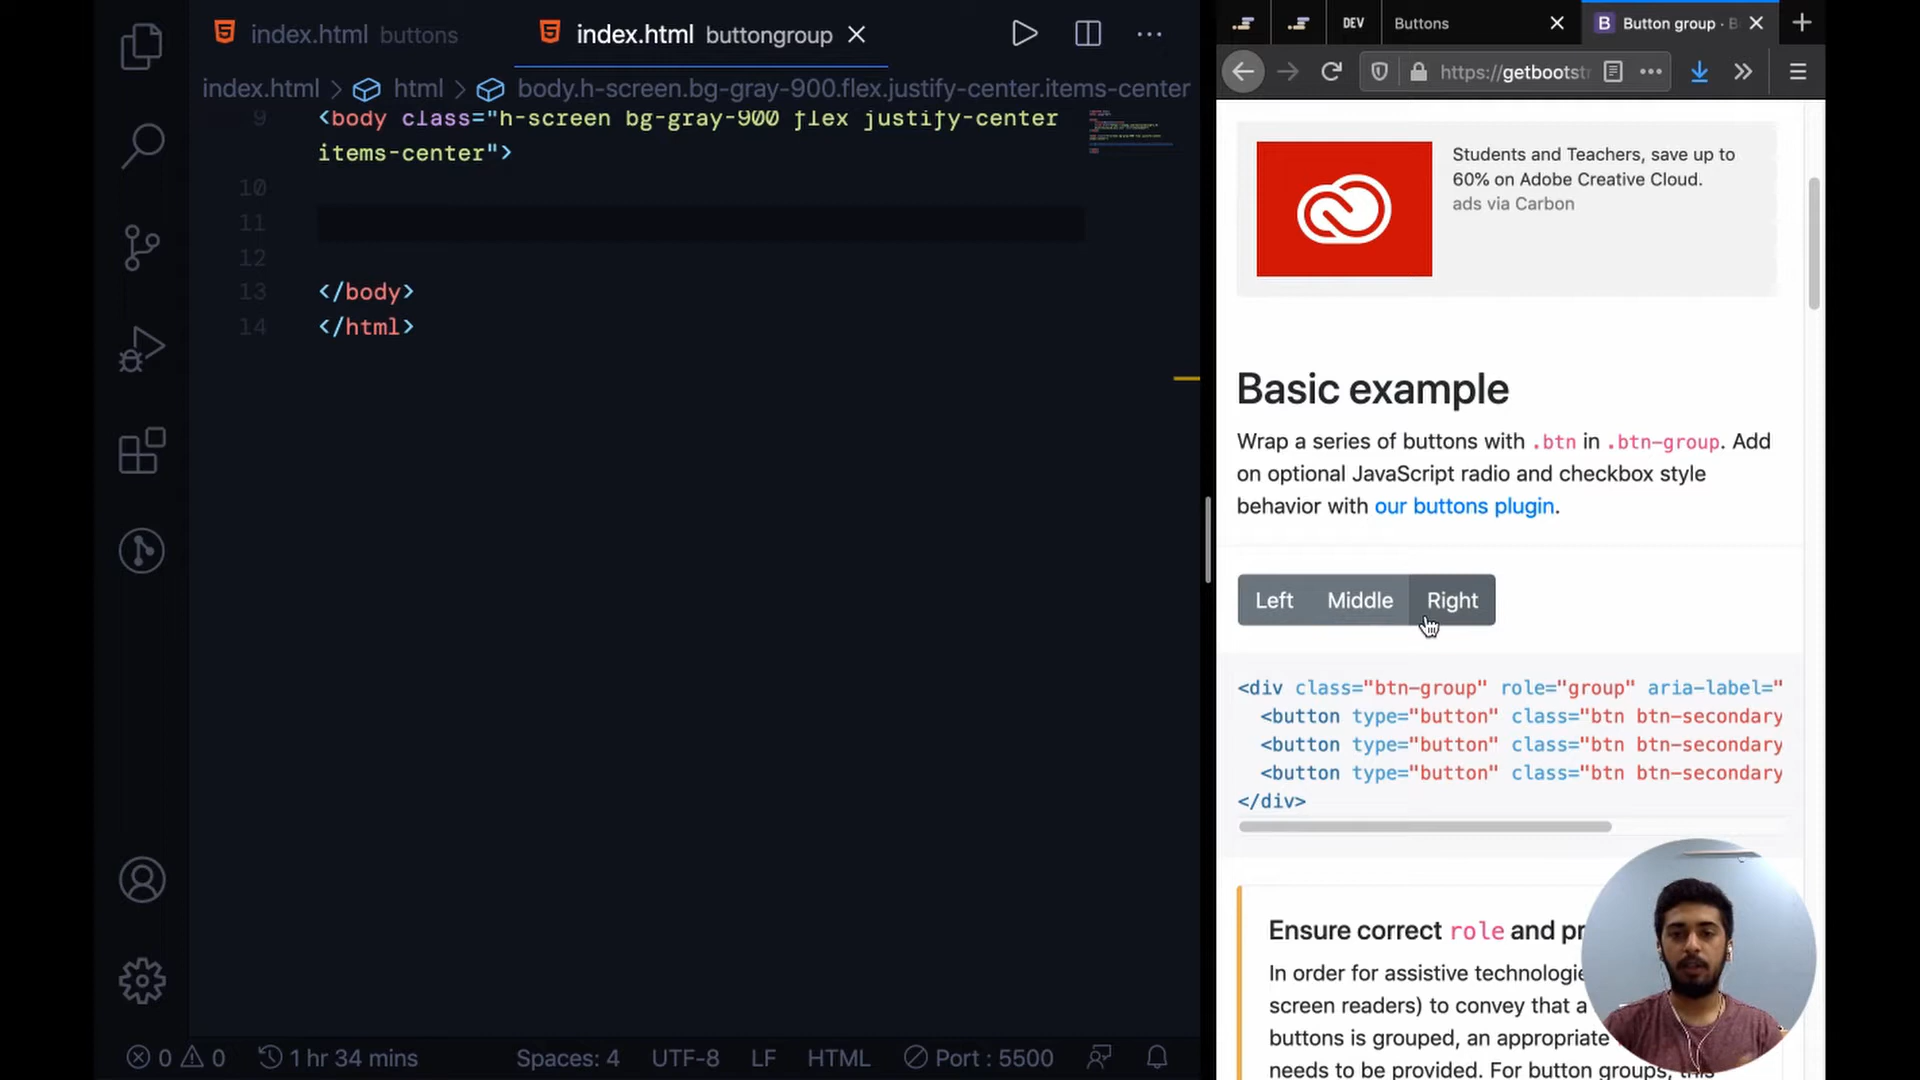 index.html buttons
index.html buttongroup
index.html > html > body.h-screen.bg-gray-900.flex.justify-center.items-center
9 <body class="h-screen bg-gray-900 flex justify-center
items-center">
10
11
12
13 </body>
14 </html>
0 0 1 hr 34 mins Spaces: 4 UTF-8 LF HTML Port : 5500
DEV Buttons B Button group ·
https://getbootstr
Students and Teachers, save up to
60% on Adobe Creative Cloud.
ads via Carbon
Basic example
Wrap a series of buttons with .btn in .btn-group. Add
on optional JavaScript radio and checkbox style
behavior with our buttons plugin.
Left Middle Right
<div class="btn-group" role="group" aria-label="
<button type="button" class="btn btn-secondary
<button type="button" class="btn btn-secondary
<button type="button" class="btn btn-secondary
</div>
Ensure correct role and pr
In order for assistive technologie
screen readers) to convey that a
buttons is grouped, an appropriate
needs to be provided. For button groups, this